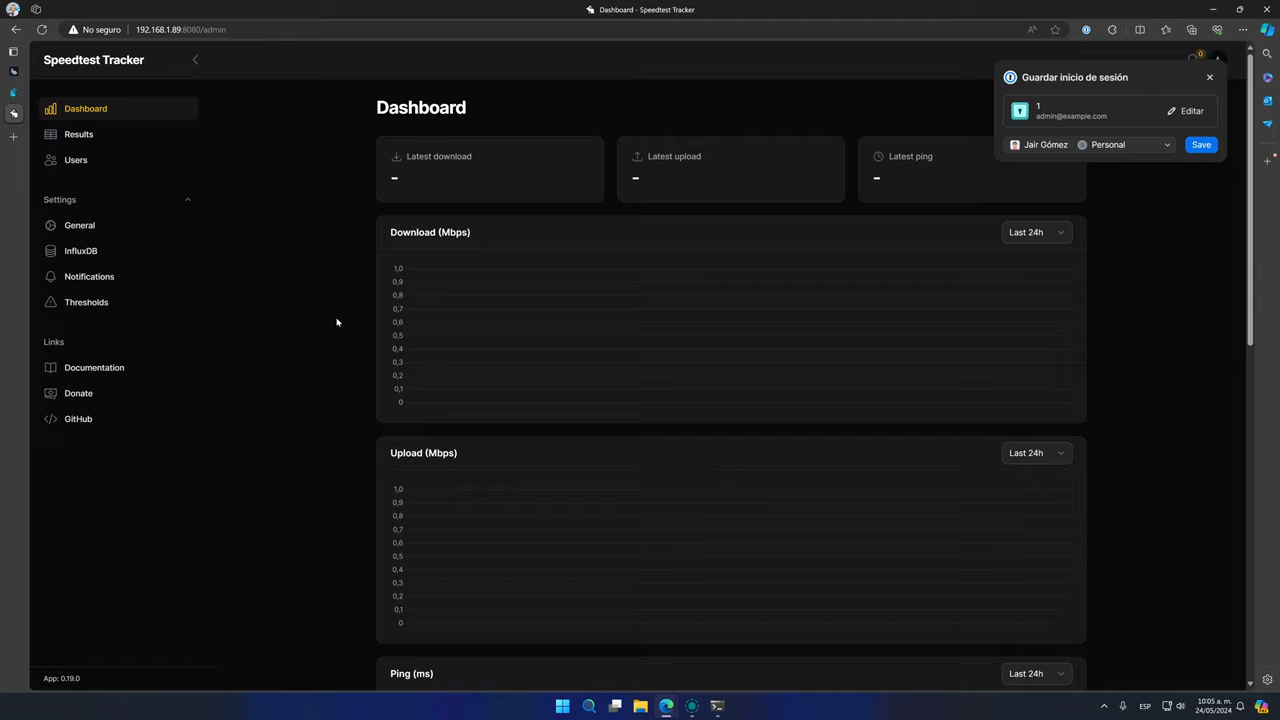 Dashboard - Speedtest Tracker
No seguro
192.168.1.89:8080/admin
Speedtest Tracker
0
Guardar inicio de sesión
1
admin@example.com
Editar
Jair Gómez
Personal
Save
Dashboard
Results
Users
Settings
General
InfluxDB
Notifications
Thresholds
Links
Documentation
Donate
GitHub
App: 0.19.0
Dashboard
Latest download
-
Latest upload
-
Latest ping
-
Download (Mbps)
Last 24h
1,0
0,9
0,8
0,7
0,6
0,5
0,4
0,3
0,2
0,1
0
Upload (Mbps)
Last 24h
1,0
0,9
0,8
0,7
0,6
0,5
0,4
0,3
0,2
0,1
0
Ping (ms)
Last 24h
ESP
10:05 a. m.
24/05/2024